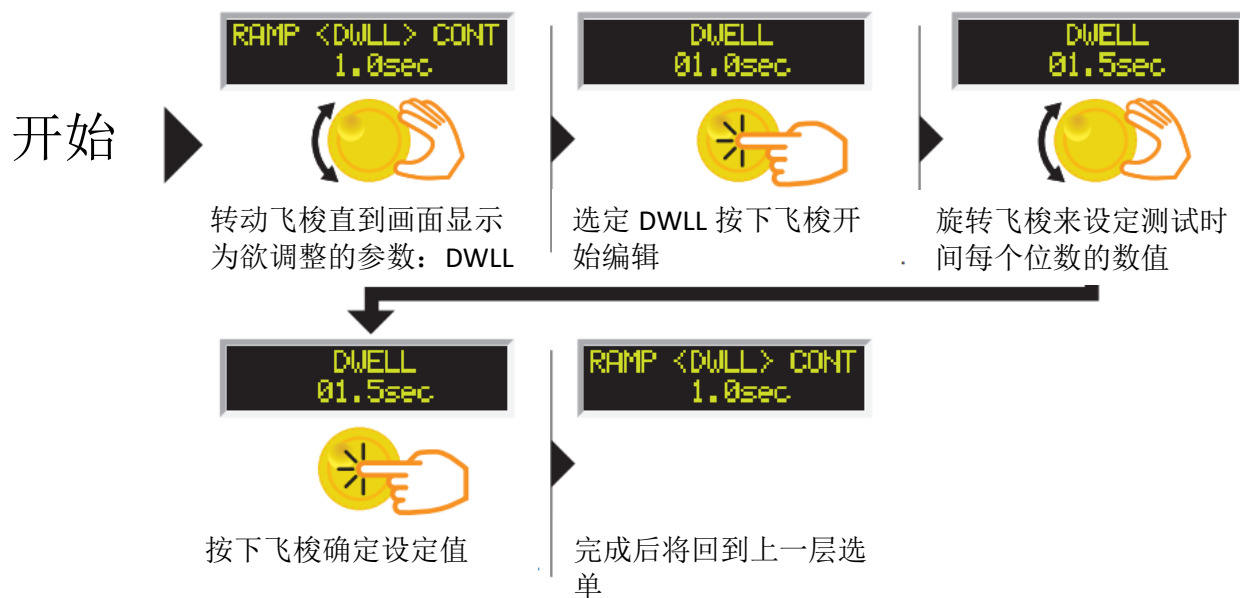 开始
RAMP <DWLL> CONT
1.0sec
转动飞梭直到画面显示
为欲调整的参数：DWLL
DWELL
01.0sec
选定 DWLL 按下飞梭开
始编辑
DWELL
01.5sec
旋转飞梭来设定测试时
间每个位数的数值
DWELL
01.5sec
按下飞梭确定设定值
RAMP <DWLL> CONT
1.0sec
完成后将回到上一层选
单